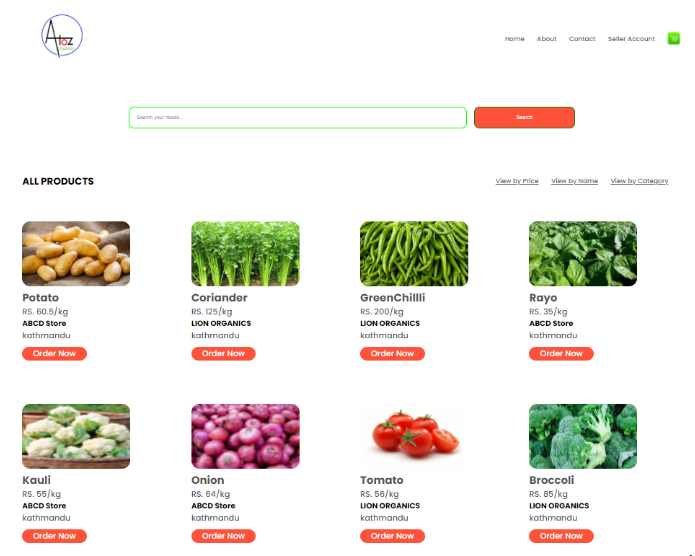 AtoZ
Home About Contact Seller Account
Search your needs.. Search
ALL PRODUCTS View by Price View by Name View by Category
Potato Coriander GreenChillli Rayo
RS. 60.5/kg RS. 125/kg RS. 200/kg RS. 35/kg
ABCD Store LION ORGANICS LION ORGANICS ABCD Store
kathmandu kathmandu kathmandu kathmandu
Order Now Order Now Order Now Order Now
Kauli Onion Tomato Broccoli
RS. 55/kg RS. 64/kg RS. 56/kg RS. 85/kg
ABCD Store ABCD Store LION ORGANICS LION ORGANICS
kathmandu kathmandu kathmandu kathmandu
Order Now Order Now Order Now Order Now